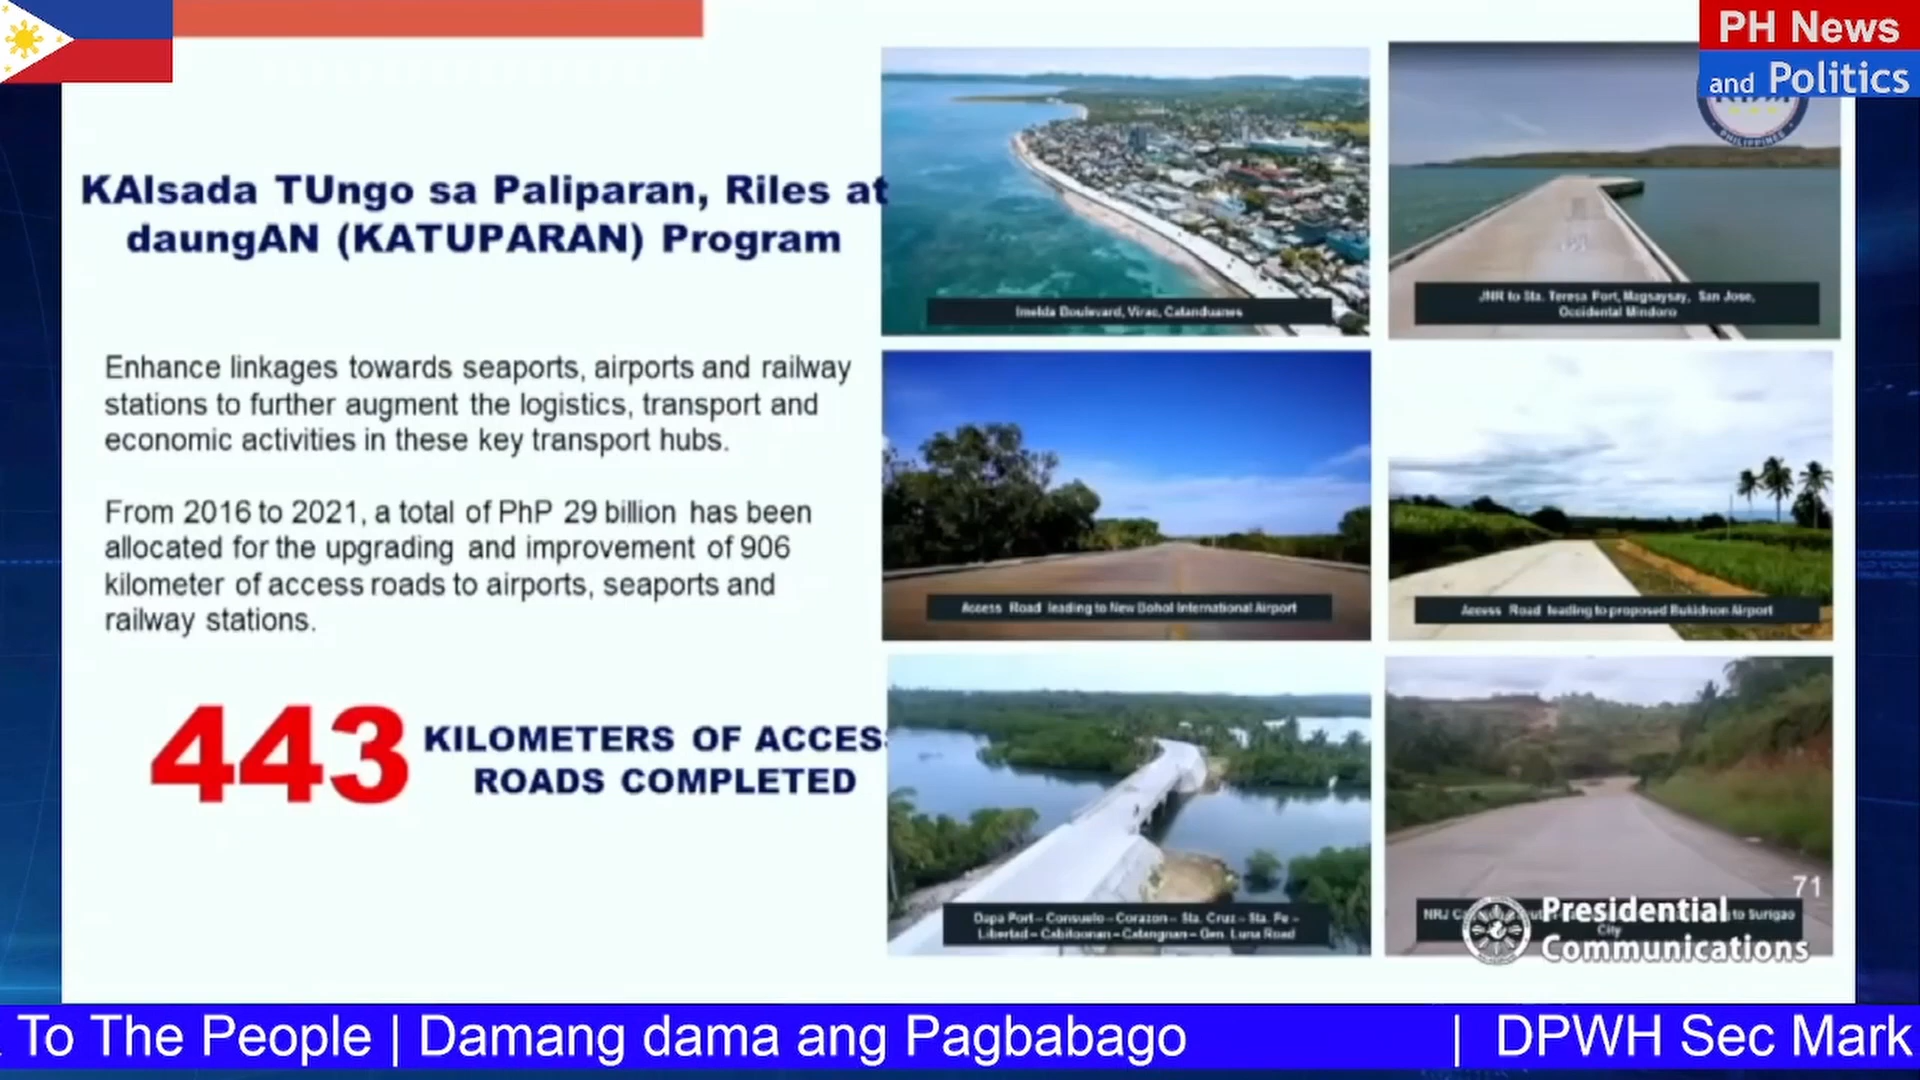 PH News
and Politics
PHILIPPINES
KAlsada TUngo sa Paliparan, Riles at
daungAN (KATUPARAN) Program
Enhance linkages towards seaports, airports and railway
stations to further augment the logistics, transport and
economic activities in these key transport hubs.
From 2016 to 2021, a total of PhP 29 billion has been
allocated for the upgrading and improvement of 906
kilometer of access roads to airports, seaports and
railway stations.
443
KILOMETERS OF ACCES
ROADS COMPLETED
Imelda Boulevard, Virac, Catanduanes
JNR to Sta. Teresa Port, Magsaysay, San Jose,
Occidental Mindoro
Access Road leading to New Bohol International Airport
Access Road leading to proposed Bukidnon Airport
Dapa Port – Consuelo – Corazon – Sta. Cruz – Sta. Fe –
Libertad – Cabitoonan – Catangnan – Gen. Luna Road
71
NRJ to Surigao
City
Presidential
Communications
To The People | Damang dama ang Pagbabago | DPWH Sec Mark